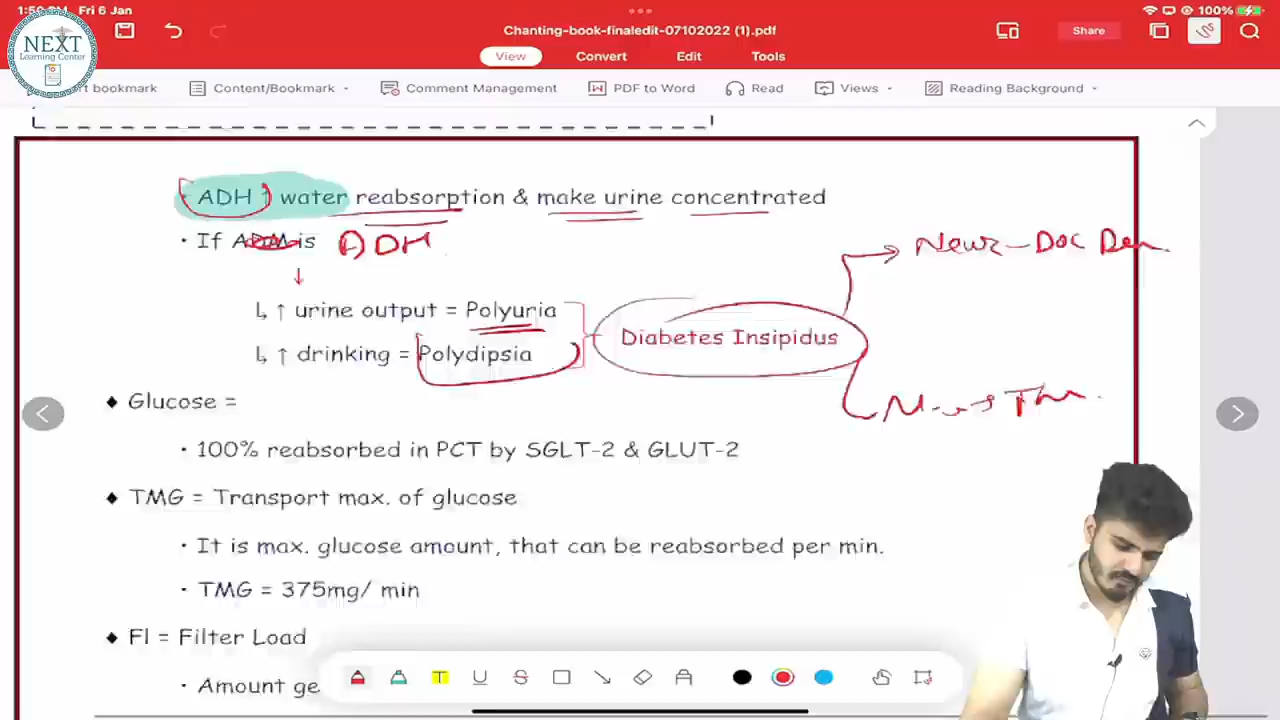 1:50 PM Fri 6 Jan
100%
NEXT
Learning Center
Chanting-book-finaledit-07102022 (1).pdf
Share
View Convert Edit Tools
bookmark Content/Bookmark Comment Management PDF to Word Read Views Reading Background
ADH ↑ water reabsorption & make urine concentrated
• If is ADH ↓
↳ ↑ urine output = Polyuria
↳ ↑ drinking = Polydipsia
Diabetes Insipidus
◆ Glucose =
• 100% reabsorbed in PCT by SGLT-2 & GLUT-2
◆ TMG = Transport max. of glucose
• It is max. glucose amount, that can be reabsorbed per min.
• TMG = 375mg/ min
◆ Fl = Filter Load
• Amount ge